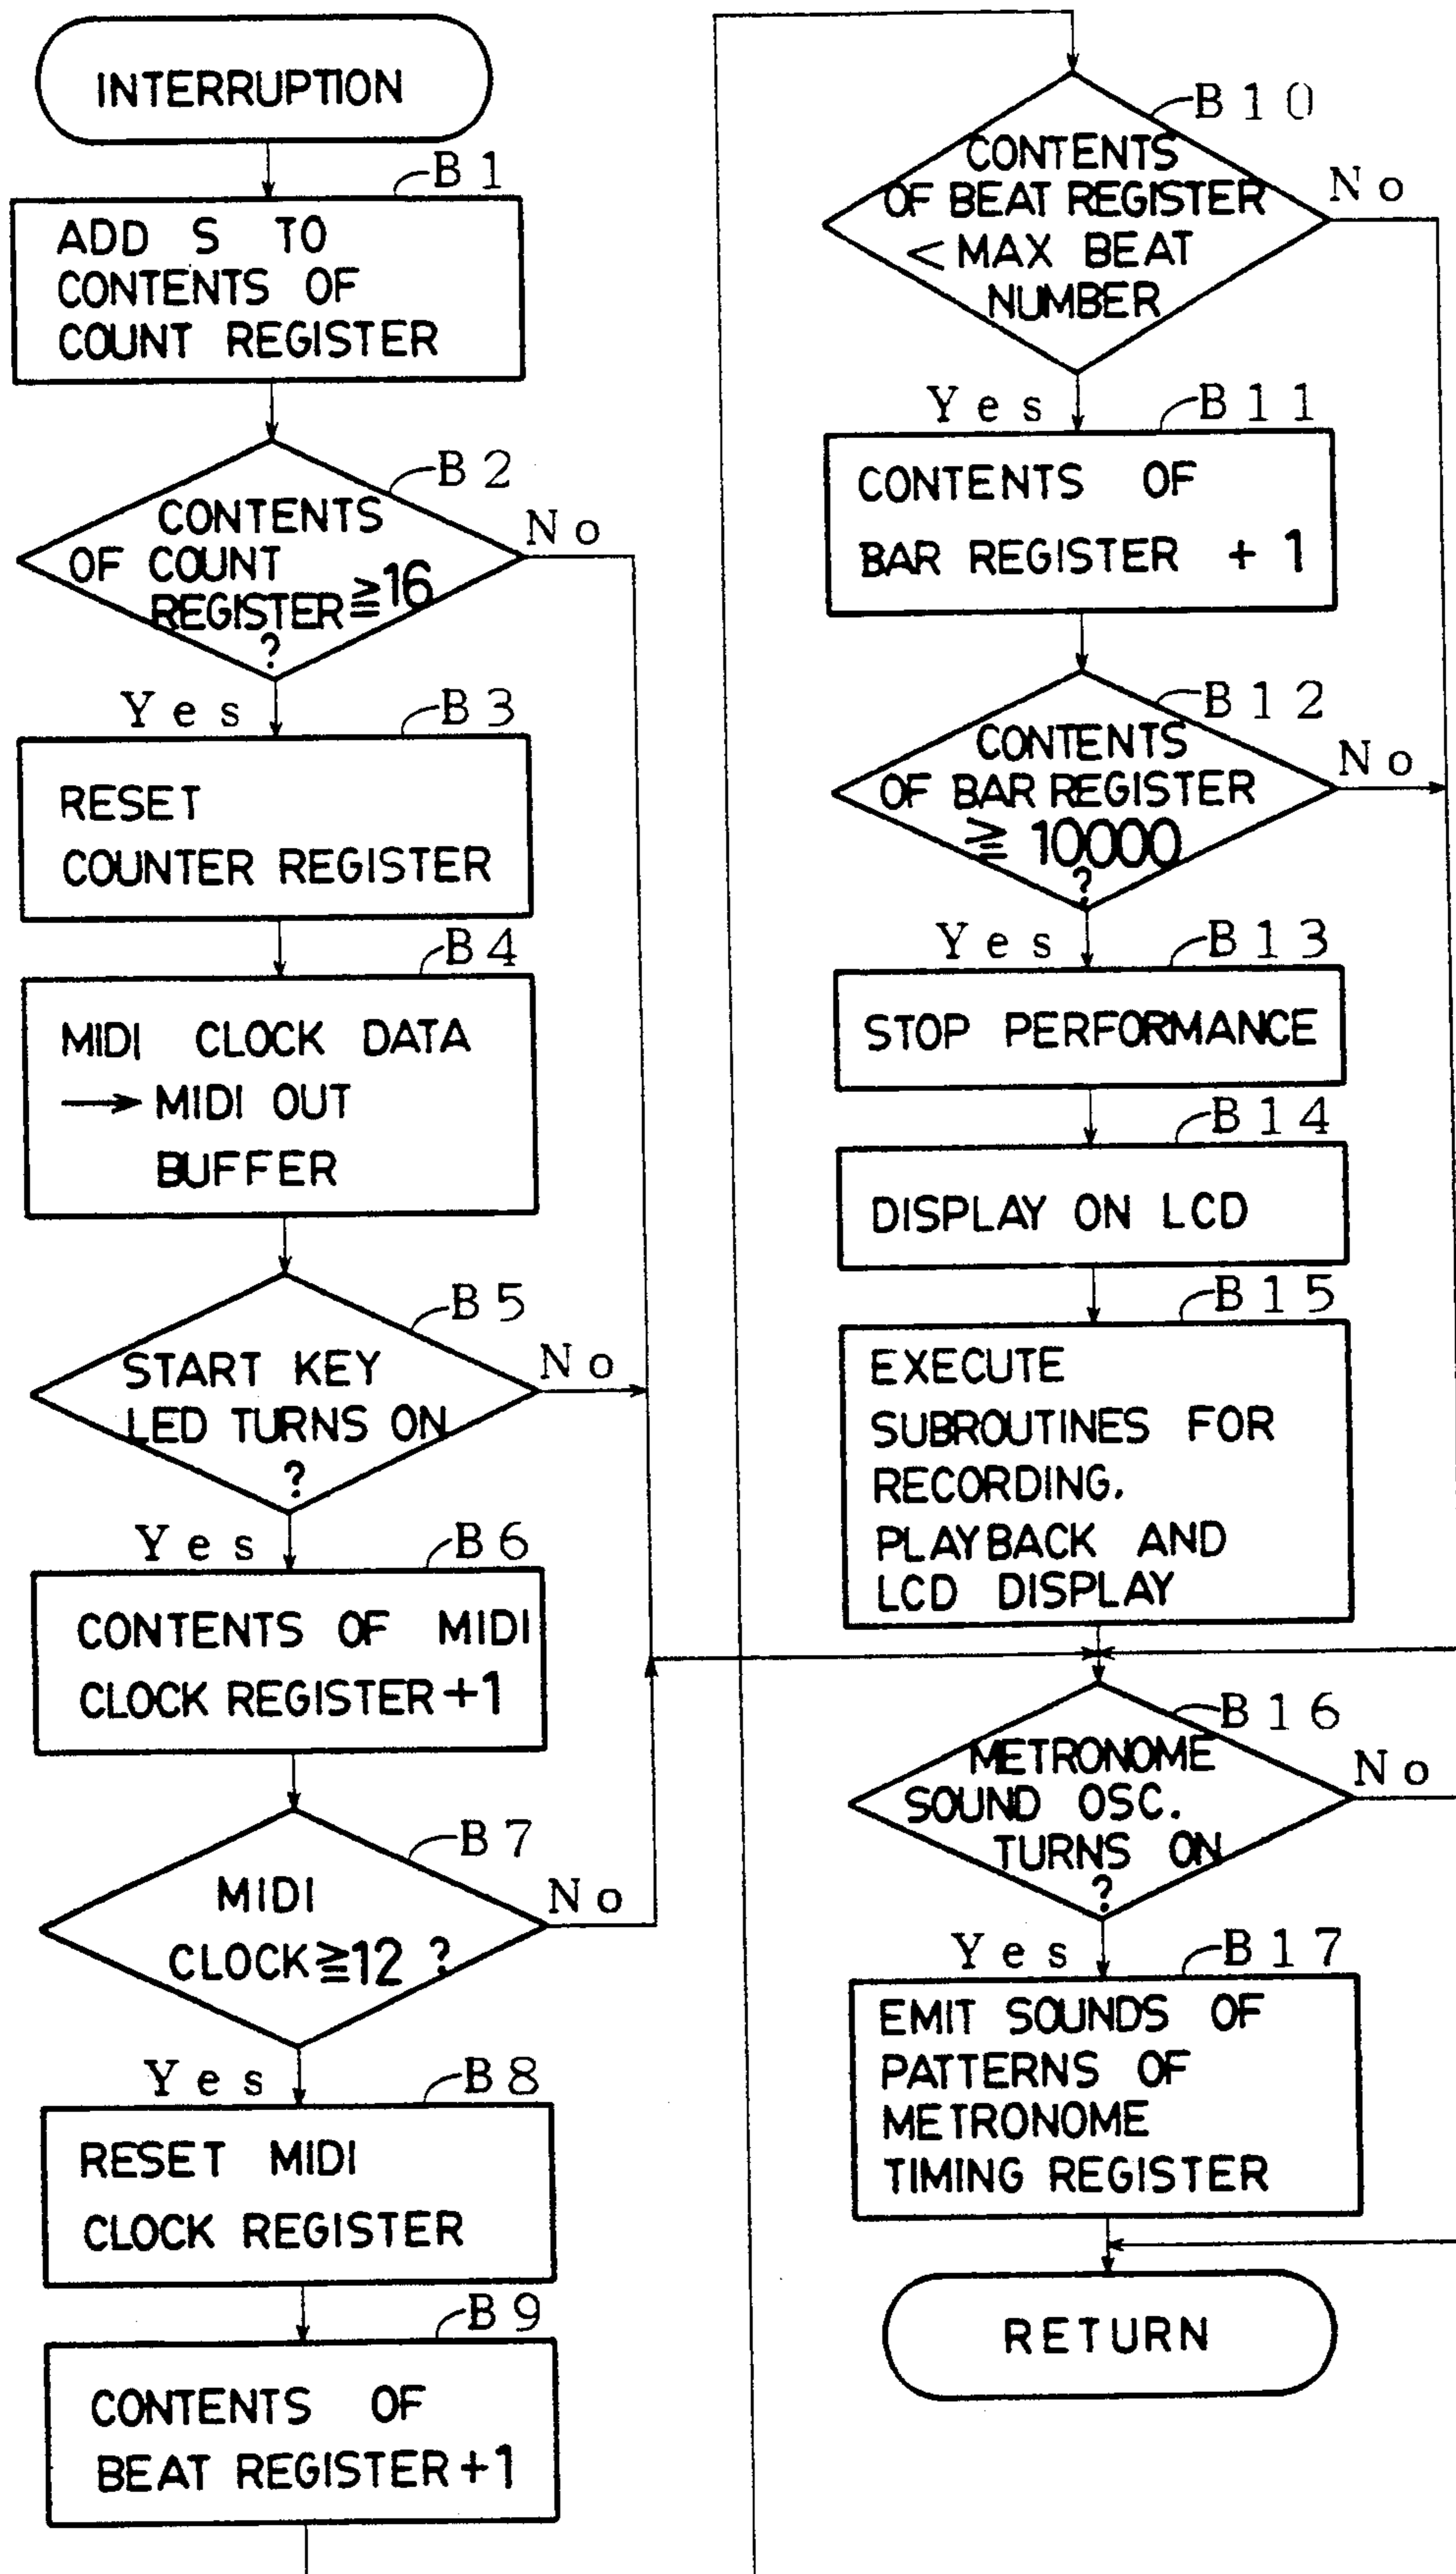 INTERRUPTION
B1
ADD S TO
CONTENTS OF
COUNT REGISTER
B2
CONTENTS
OF COUNT
REGISTER≧16
?
No
Yes
B3
RESET
COUNTER REGISTER
B4
MIDI CLOCK DATA
→ MIDI OUT
BUFFER
B5
START KEY
LED TURNS ON
?
No
Yes
B6
CONTENTS OF MIDI
CLOCK REGISTER+1
B7
MIDI
CLOCK≧12 ?
No
Yes
B8
RESET MIDI
CLOCK REGISTER
B9
CONTENTS OF
BEAT REGISTER+1
B10
CONTENTS
OF BEAT REGISTER
< MAX BEAT
NUMBER
No
Yes
B11
CONTENTS OF
BAR REGISTER + 1
B12
CONTENTS
OF BAR REGISTER
≧ 10000
?
No
Yes
B13
STOP PERFORMANCE
B14
DISPLAY ON LCD
B15
EXECUTE
SUBROUTINES FOR
RECORDING.
PLAYBACK AND
LCD DISPLAY
B16
METRONOME
SOUND OSC.
TURNS ON
?
No
Yes
B17
EMIT SOUNDS OF
PATTERNS OF
METRONOME
TIMING REGISTER
RETURN